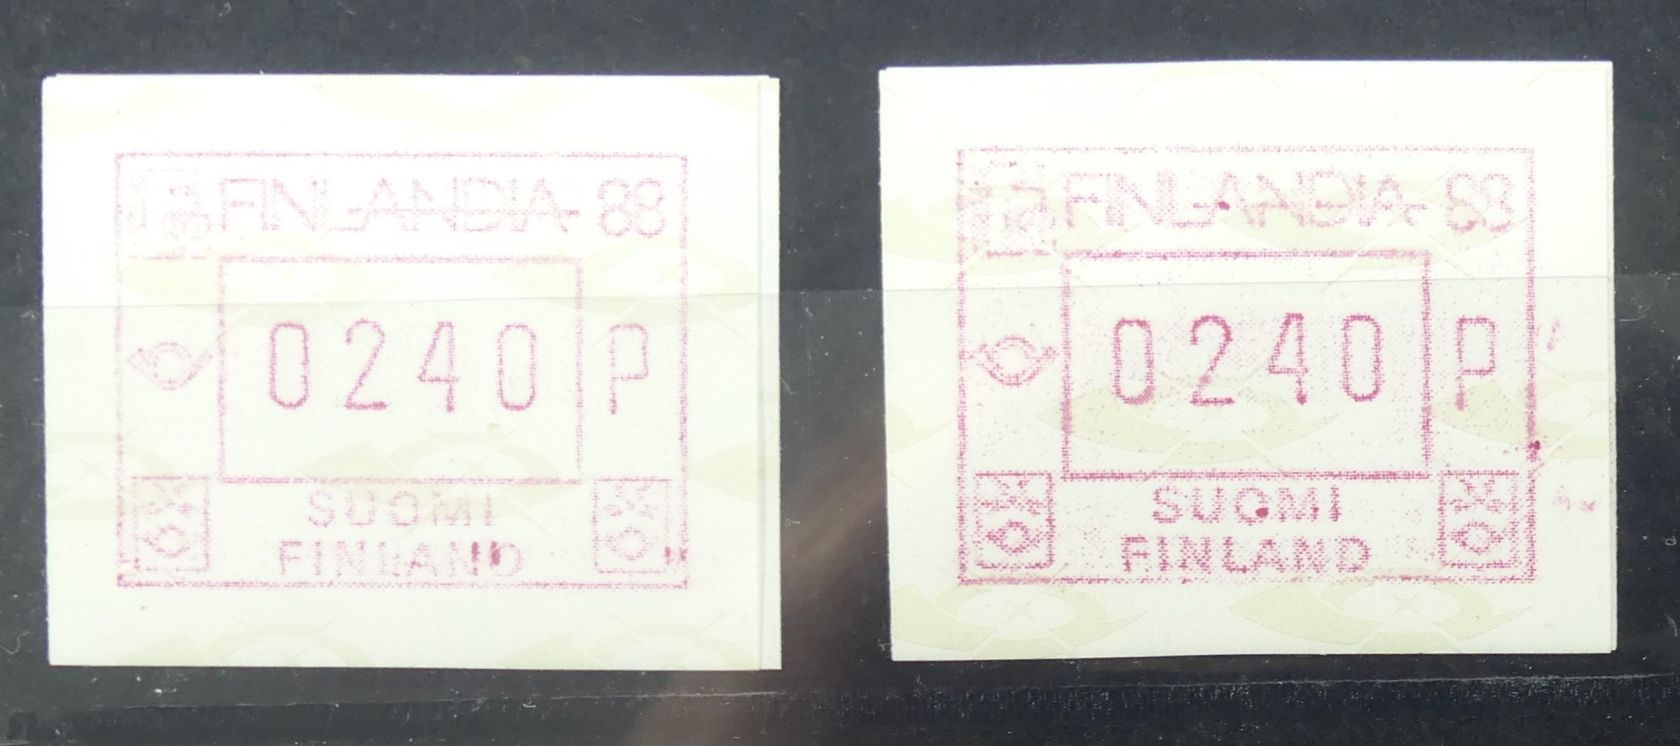 FINLANDIA 88
0240 P
SUOMI
FINLAND
FINLANDIA 88
0240 P
SUOMI
FINLAND